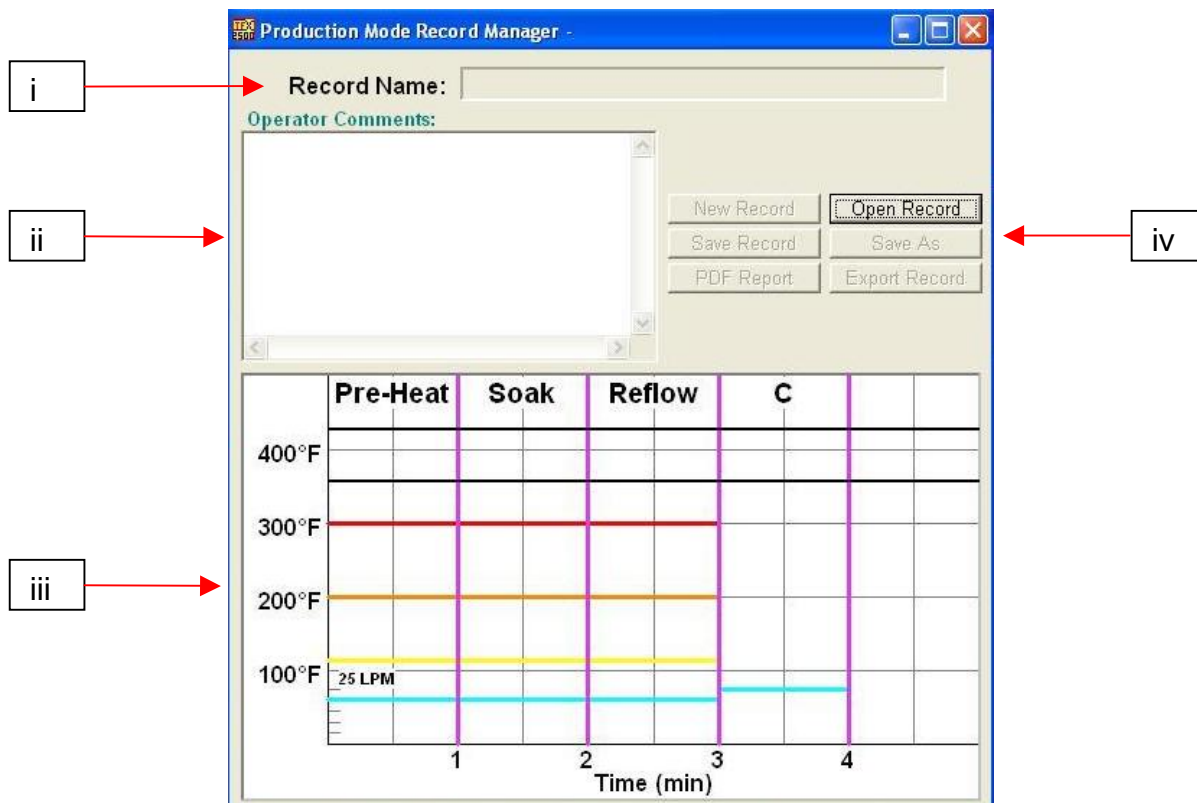 TEX 3500 Production Mode Record Manager -
i
Record Name:
Operator Comments:
ii
New Record Open Record
iv
Save Record Save As
PDF Report Export Record
Pre-Heat Soak Reflow C
400°F
300°F
iii
200°F
100°F
25 LPM
1 2 3 4
Time (min)